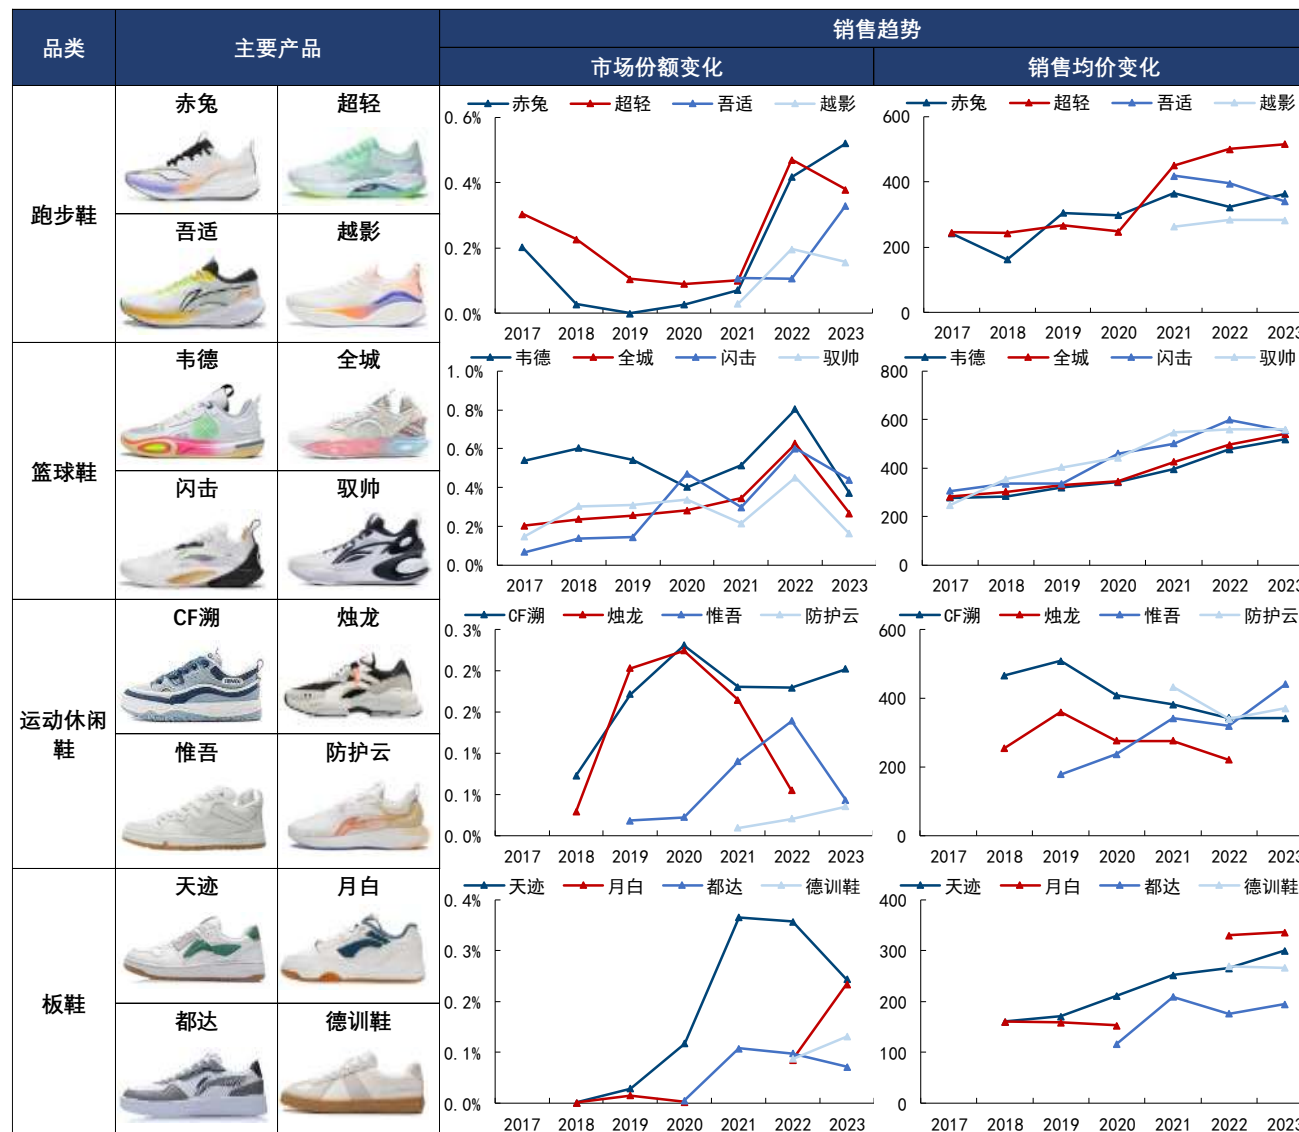 品类
主要产品
销售趋势
市场份额变化
销售均价变化
跑步鞋
赤兔
超轻
吾适
越影
赤兔 超轻 吾适 越影
0.6%
0.4%
0.2%
0.0%
2017 2018 2019 2020 2021 2022 2023
赤兔 超轻 吾适 越影
600
400
200
0
2017 2018 2019 2020 2021 2022 2023
篮球鞋
韦德
全城
闪击
驭帅
韦德 全城 闪击 驭帅
1.0%
0.8%
0.6%
0.4%
0.2%
0.0%
2017 2018 2019 2020 2021 2022 2023
韦德 全城 闪击 驭帅
800
600
400
200
0
2017 2018 2019 2020 2021 2022 2023
运动休闲
鞋
CF溯
烛龙
惟吾
防护云
CF溯 烛龙 惟吾 防护云
0.3%
0.2%
0.2%
0.1%
0.1%
0.0%
2017 2018 2019 2020 2021 2022 2023
CF溯 烛龙 惟吾 防护云
600
400
200
0
2017 2018 2019 2020 2021 2022 2023
板鞋
天迹
月白
都达
德训鞋
天迹 月白 都达 德训鞋
0.4%
0.3%
0.2%
0.1%
0.0%
2017 2018 2019 2020 2021 2022 2023
天迹 月白 都达 德训鞋
400
300
200
100
0
2017 2018 2019 2020 2021 2022 2023